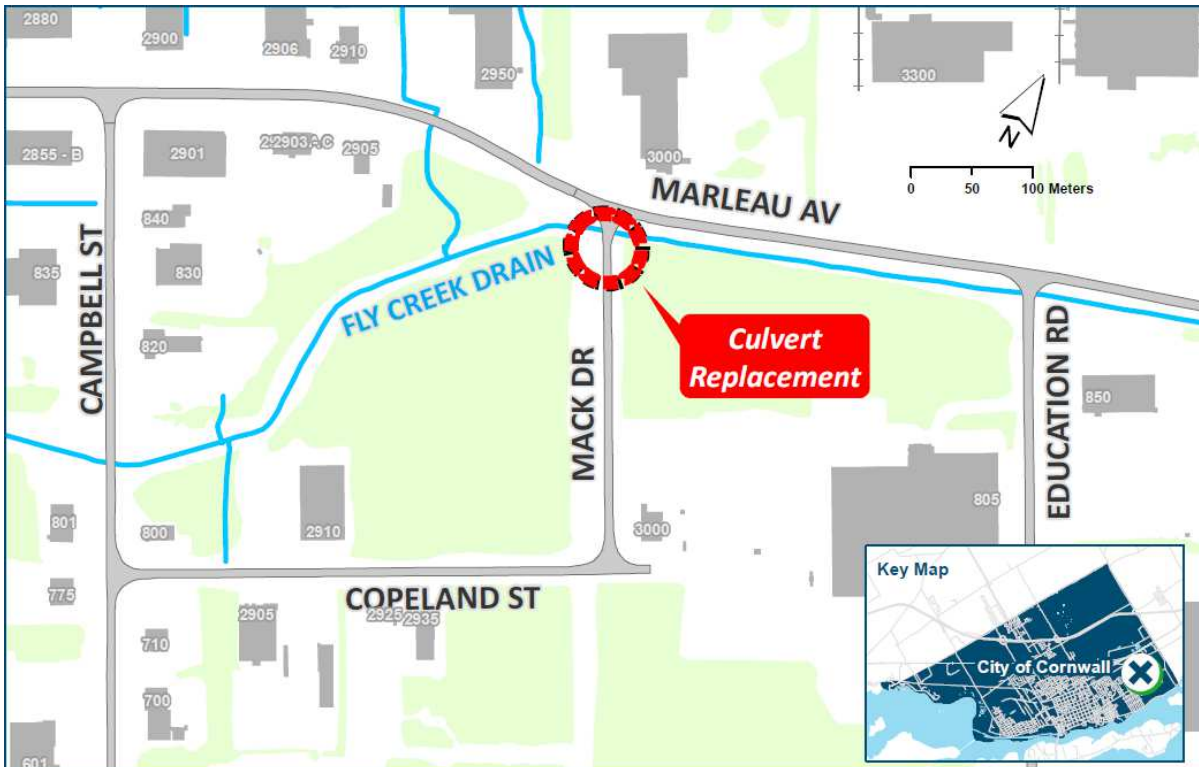 2880
2900
2906
2910
2950
3300
N
0 50 100 Meters
2855 - B
2901
2903 A C
2905
3000
MARLEAU AV
840
835
830
FLY CREEK DRAIN
CAMPBELL ST
820
Culvert
Replacement
MACK DR
EDUCATION RD
850
801
800
2910
3000
805
775
COPELAND ST
2905
2925
2935
710
700
601
Key Map
City of Cornwall